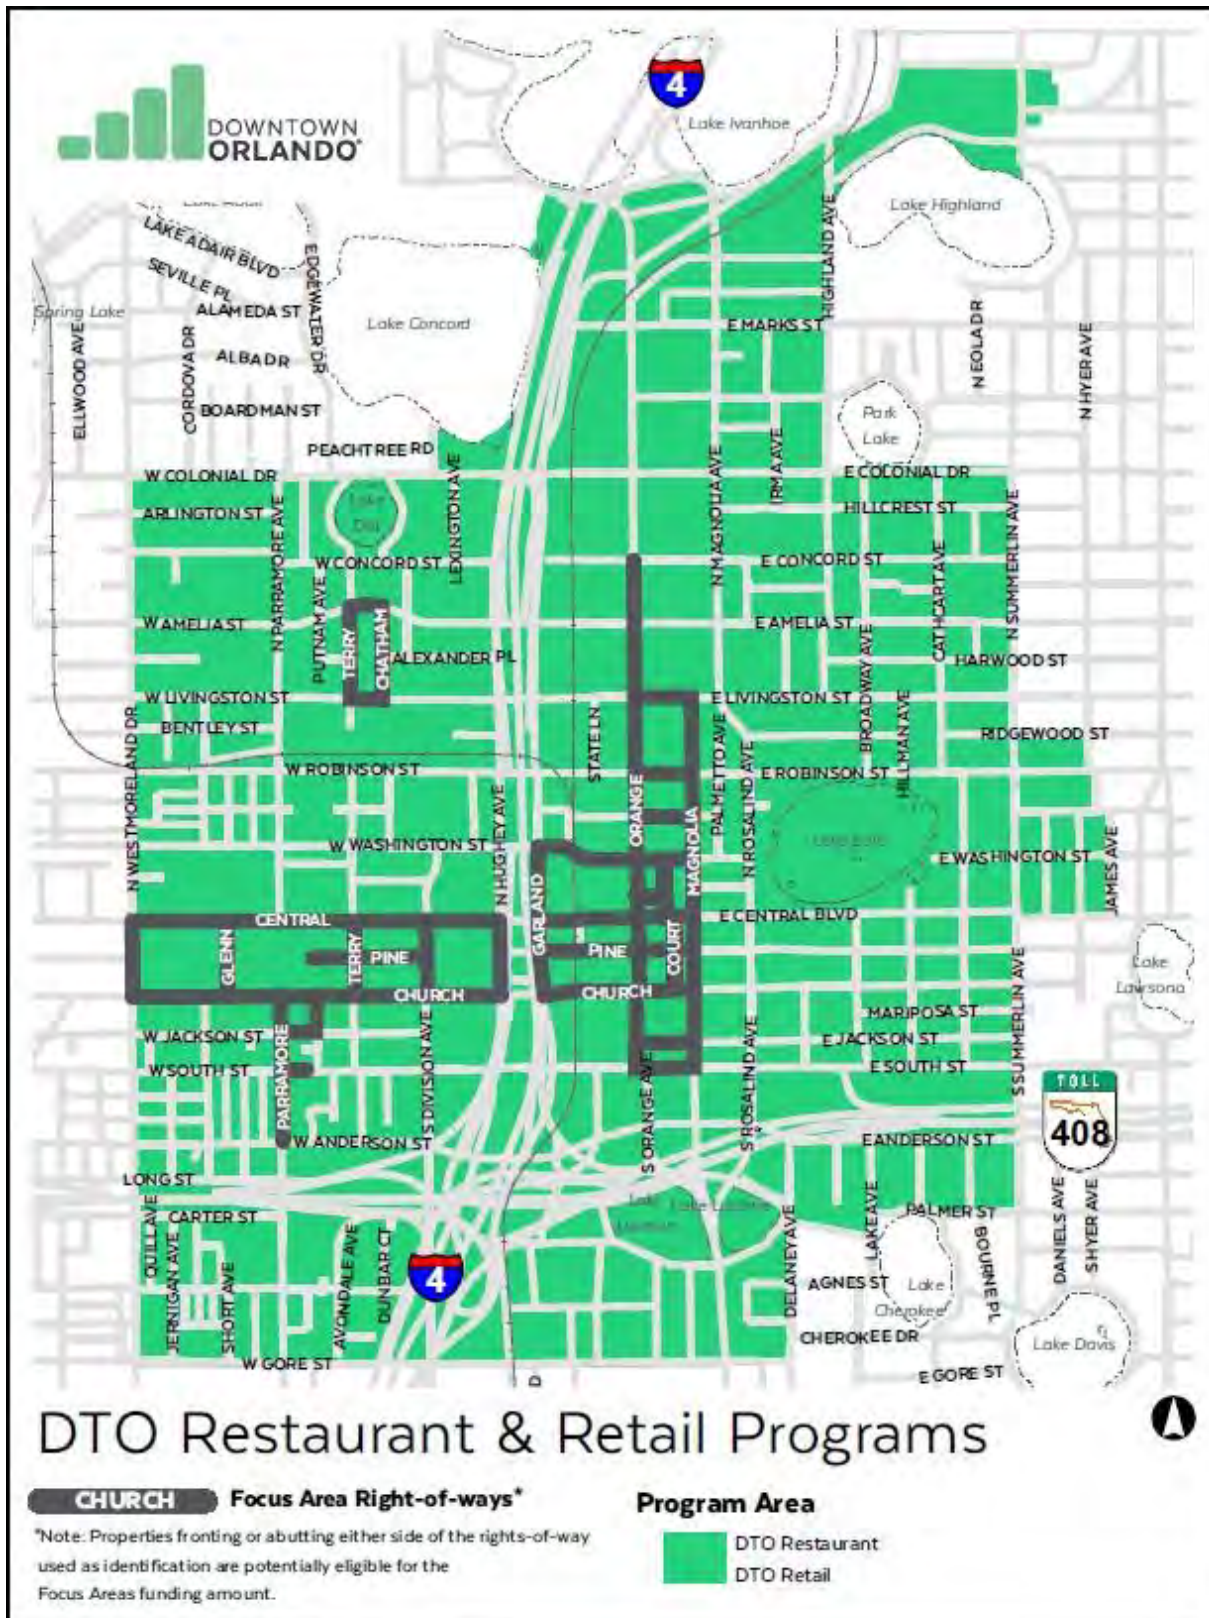 4
Lake Ivanhoe
DOWNTOWN
ORLANDO
Lake Highland
LAKE ADAIR BLVD
SEVILLE PL
EDGEWATER DR
HIGHLAND AVE
Spring Lake
ALAMEDA ST
Lake Concord
E MARKS ST
N EOLA DR
N HYER AVE
ELLWOOD AVE
CORDOVA DR
ALBA DR
BOARDMAN ST
Park
Lake
PEACHTREE RD
W COLONIAL DR
LEXINGTON AVE
N MAGNOLIA AVE
IRMA AVE
E COLONIAL DR
ARLINGTON ST
N PARRAMORE AVE
Lake
Dot
HILLCREST ST
N SUMMERLIN AVE
W CONCORD ST
E CONCORD ST
CATHCART AVE
PUTNAM AVE
W AMELIA ST
TERRY
CHATHAM
E AMELIA ST
ALEXANDER PL
HARWOOD ST
BROADWAY AVE
W LIVINGSTON ST
E LIVINGSTON ST
HILLMAN AVE
BENTLEY ST
STATE LN
PALMETTO AVE
RIDGEWOOD ST
N WESTMORELAND DR
W ROBINSON ST
N ROSALIND AVE
E ROBINSON ST
N HUGHEY AVE
ORANGE
MAGNOLIA
W WASHINGTON ST
Lake Eola
E WASHINGTON ST
JAMES AVE
CENTRAL
GARLAND
E CENTRAL BLVD
GLENN
TERRY
PINE
PINE
COURT
CHURCH
CHURCH
S SUMMERLIN AVE
Lake
Lawsona
W JACKSON ST
PARRAMORE
S DIVISION AVE
MARIPOSA ST
E JACKSON ST
W SOUTH ST
S ORANGE AVE
S ROSALIND AVE
E SOUTH ST
TOLL
408
W ANDERSON ST
E ANDERSON ST
LONG ST
QUILL AVE
CARTER ST
Lake Lucerne
DELANEY AVE
LAKE AVE
PALMER ST
DANIELS AVE
S HYER AVE
JERNIGAN AVE
SHORT AVE
AVONDALE AVE
DUNBAR CT
4
AGNES ST
Lake
Cherokee
BOURNE PL
CHEROKEE DR
Lake Davis
W GORE ST
E GORE ST
D
DTO Restaurant & Retail Programs
CHURCH Focus Area Right-of-ways*
*Note: Properties fronting or abutting either side of the rights-of-way
used as identification are potentially eligible for the
Focus Areas funding amount.
Program Area
DTO Restaurant
DTO Retail